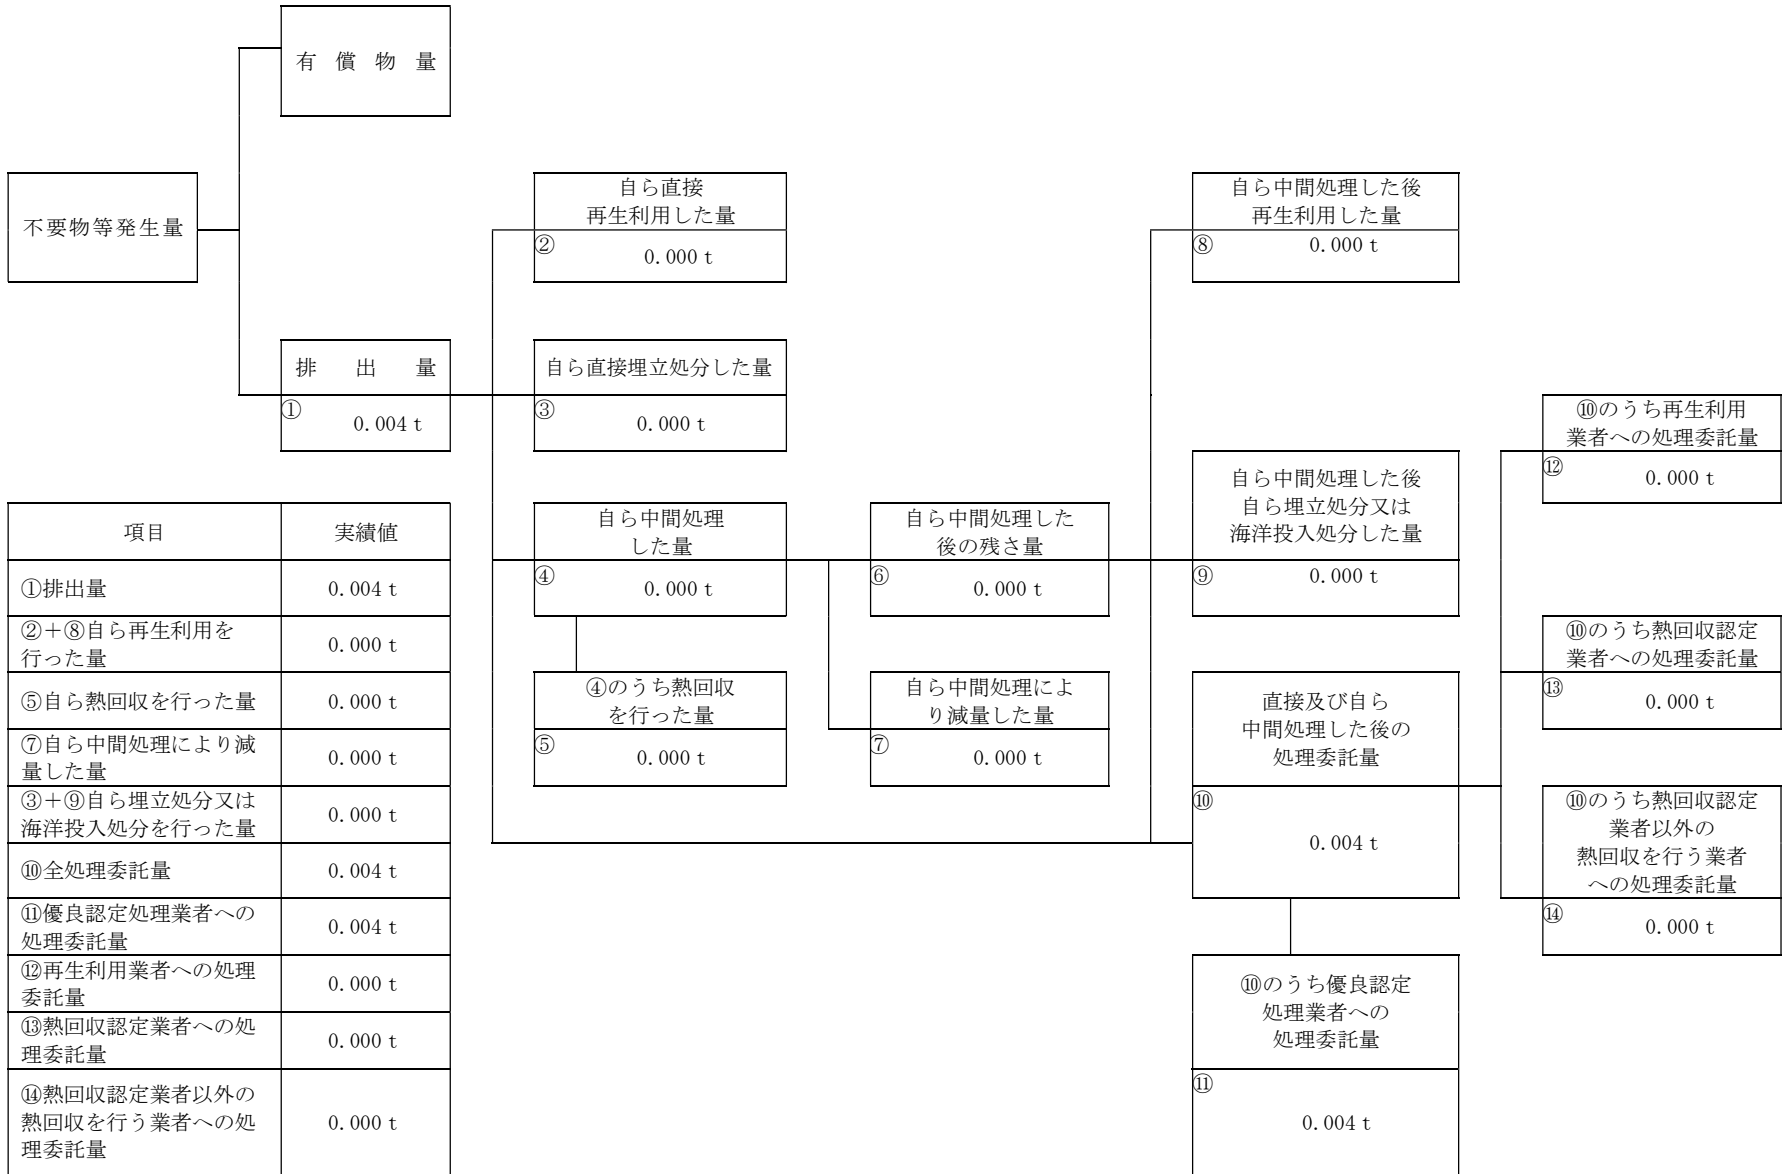 有償物量
不要物等発生量
自ら直接
再生利用した量
②
0.000 t
自ら中間処理した後
再生利用した量
⑧
0.000 t
排出量
①
0.004 t
自ら直接埋立処分した量
③
0.000 t
⑩のうち再生利用
業者への処理委託量
⑫
0.000 t
自ら中間処理
した量
④
0.000 t
自ら中間処理した
後の残さ量
⑥
0.000 t
自ら中間処理した後
自ら埋立処分又は
海洋投入処分した量
⑨
0.000 t
⑩のうち熱回収認定
業者への処理委託量
⑬
0.000 t
④のうち熱回収
を行った量
⑤
0.000 t
自ら中間処理によ
り減量した量
⑦
0.000 t
直接及び自ら
中間処理した後の
処理委託量
⑩
0.004 t
⑩のうち熱回収認定
業者以外の
熱回収を行う業者
への処理委託量
⑭
0.000 t
⑩のうち優良認定
処理業者への
処理委託量
⑪
0.004 t
項目 実績値
①排出量 0.004 t
②＋⑧自ら再生利用を
行った量 0.000 t
⑤自ら熱回収を行った量 0.000 t
⑦自ら中間処理により減
量した量 0.000 t
③＋⑨自ら埋立処分又は
海洋投入処分を行った量 0.000 t
⑩全処理委託量 0.004 t
⑪優良認定処理業者への
処理委託量 0.004 t
⑫再生利用業者への処理
委託量 0.000 t
⑬熱回収認定業者への処
理委託量 0.000 t
⑭熱回収認定業者以外の
熱回収を行う業者への処
理委託量 0.000 t